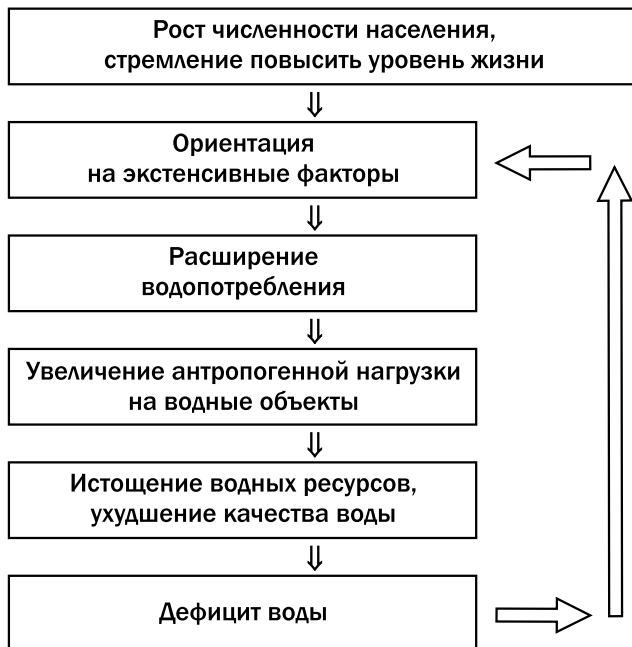 Рост численности населения,
стремление повысить уровень жизни
Ориентация
на экстенсивные факторы
Расширение
водопотребления
Увеличение антропогенной нагрузки
на водные объекты
Истощение водных ресурсов,
ухудшение качества воды
Дефицит воды